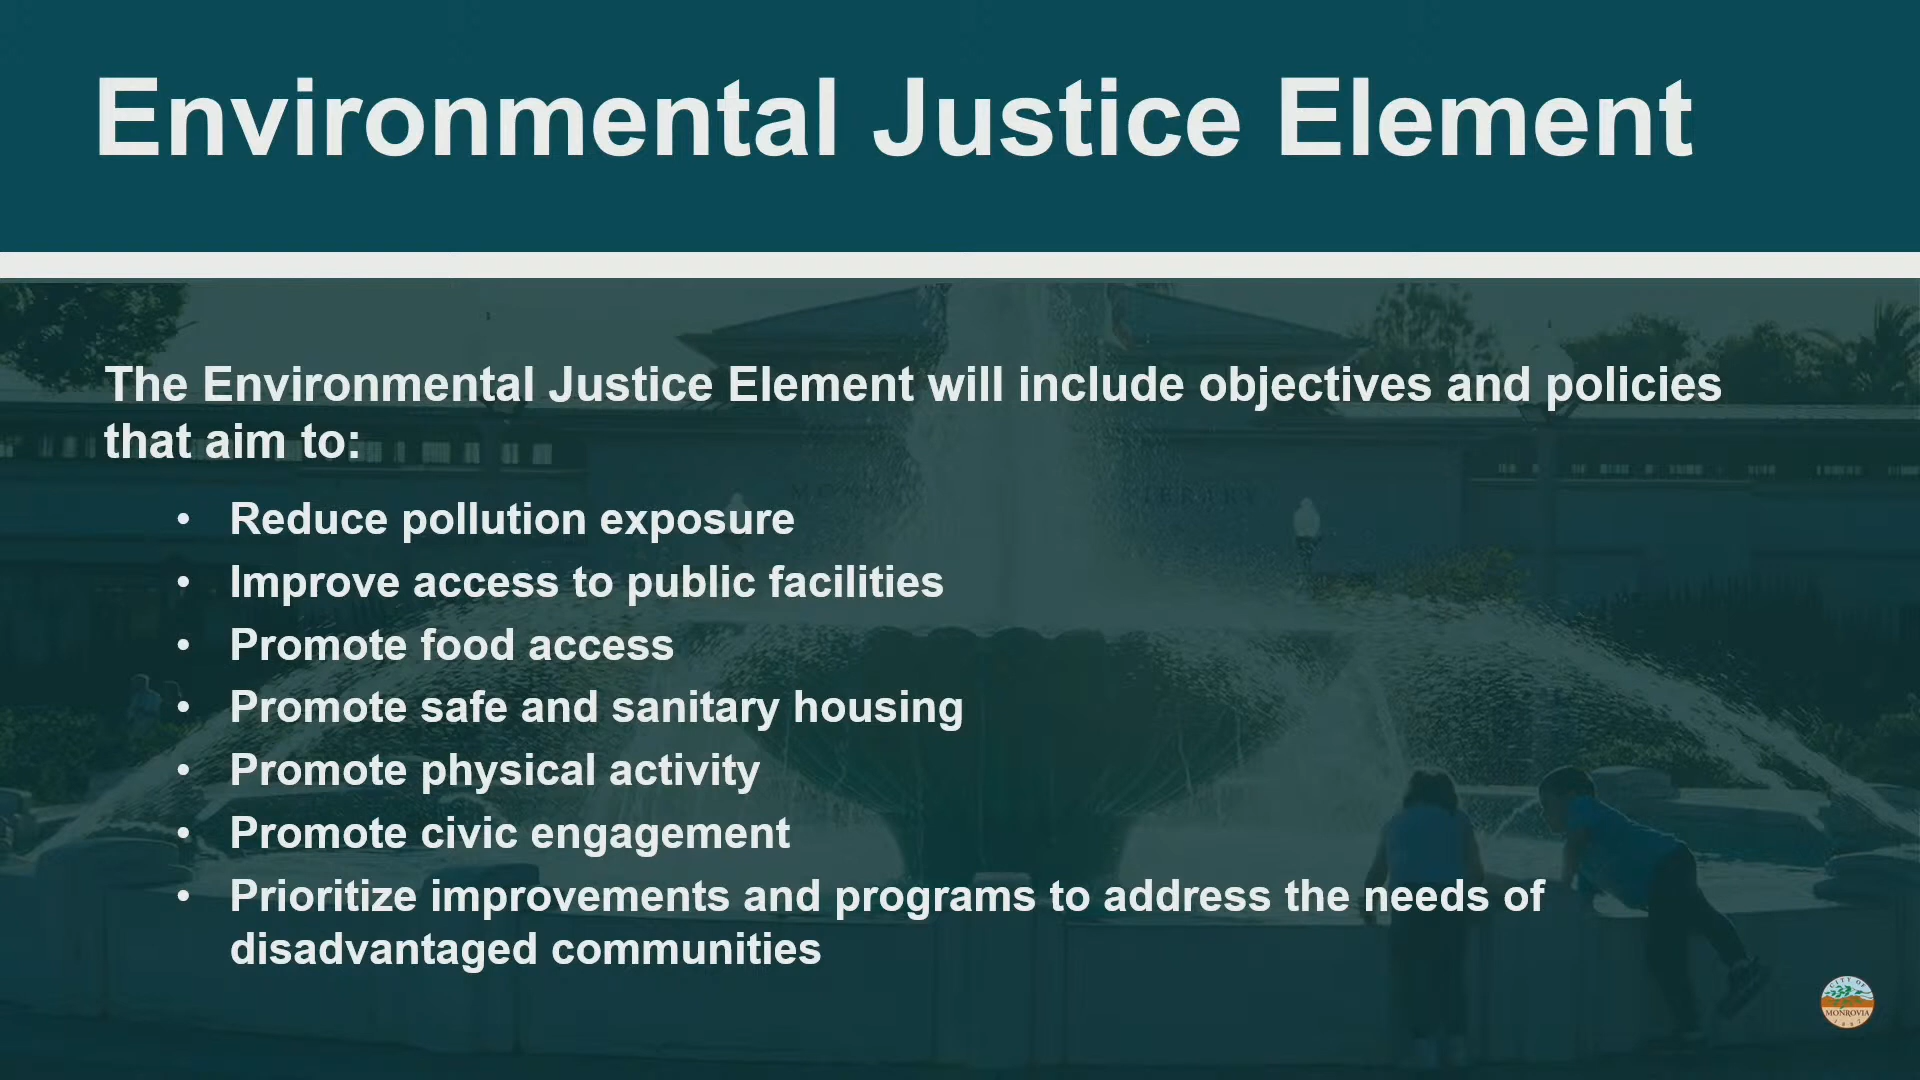 Environmental Justice Element
The Environmental Justice Element will include objectives and policies
that aim to:
• Reduce pollution exposure
• Improve access to public facilities
• Promote food access
• Promote safe and sanitary housing
• Promote physical activity
• Promote civic engagement
• Prioritize improvements and programs to address the needs of
disadvantaged communities
CITY OF
MONROVIA